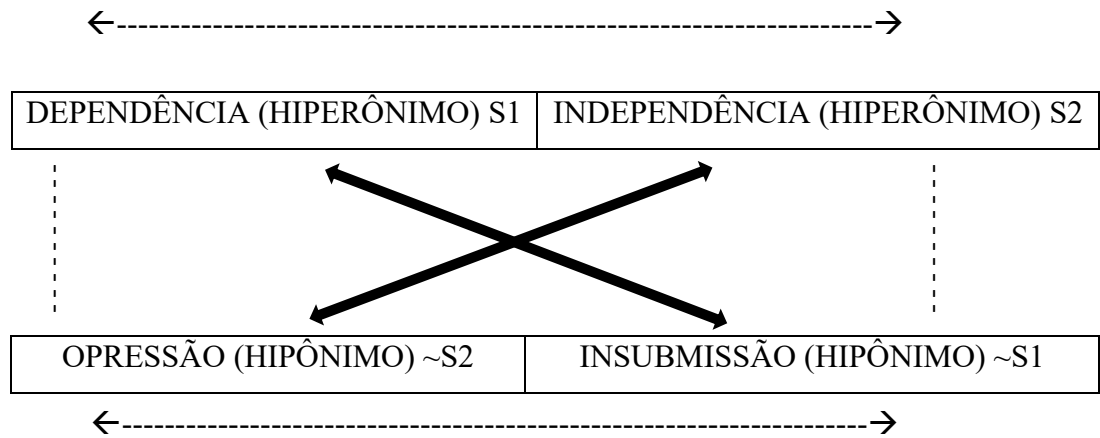 DEPENDÊNCIA (HIPERÔNIMO) S1 INDEPENDÊNCIA (HIPERÔNIMO) S2
OPRESSÃO (HIPÔNIMO) ~S2 INSUBMISSÃO (HIPÔNIMO) ~S1